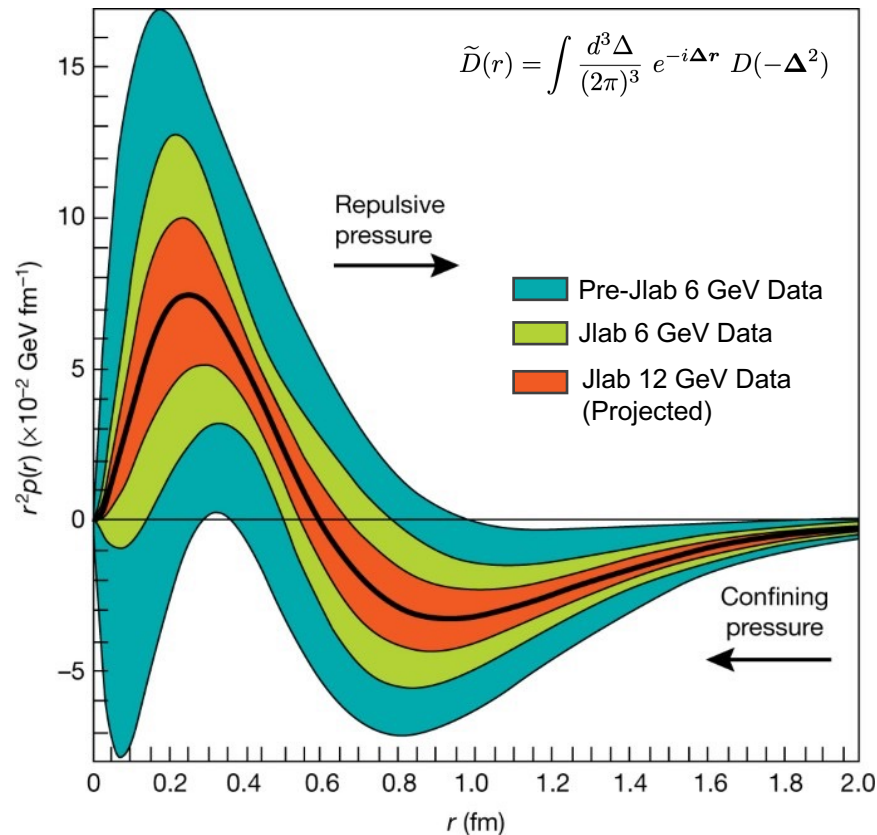 D̃(r) = ∫ d³Δ/(2π)³ e^{-iΔr} D(−Δ²)
15
10
5
0
−5
r²p(r) (×10⁻² GeV fm⁻¹)
Repulsive
pressure
Pre-Jlab 6 GeV Data
Jlab 6 GeV Data
Jlab 12 GeV Data
(Projected)
Confining
pressure
0 0.2 0.4 0.6 0.8 1.0 1.2 1.4 1.6 1.8 2.0
r (fm)